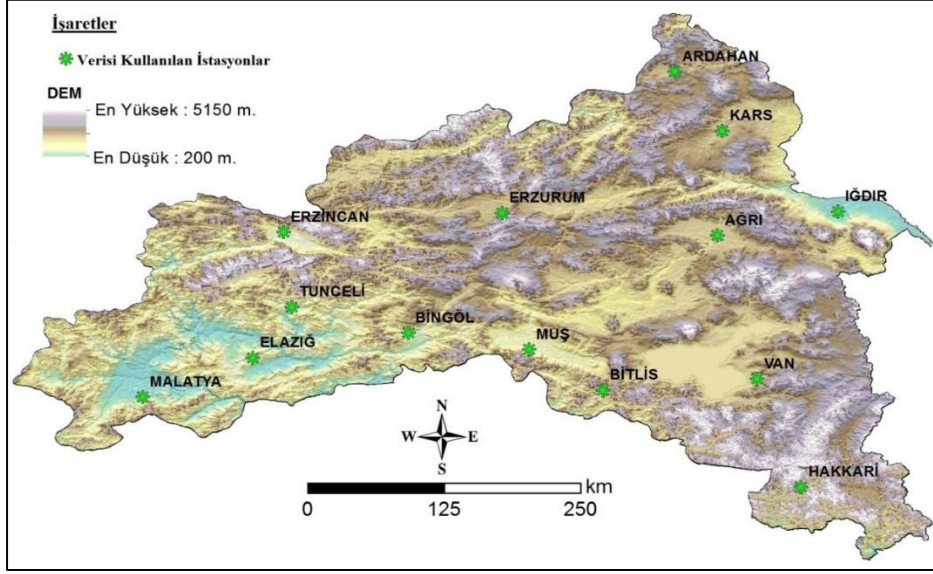 İşaretler
Verisi Kullanılan İstasyonlar
DEM
En Yüksek : 5150 m.
En Düşük : 200 m.
ARDAHAN
KARS
IĞDIR
ERZURUM
AĞRI
ERZİNCAN
TUNCELİ
BİNGÖL
MUŞ
ELAZIĞ
VAN
BİTLİS
MALATYA
HAKKARİ
N
W E
S
km
0 125 250